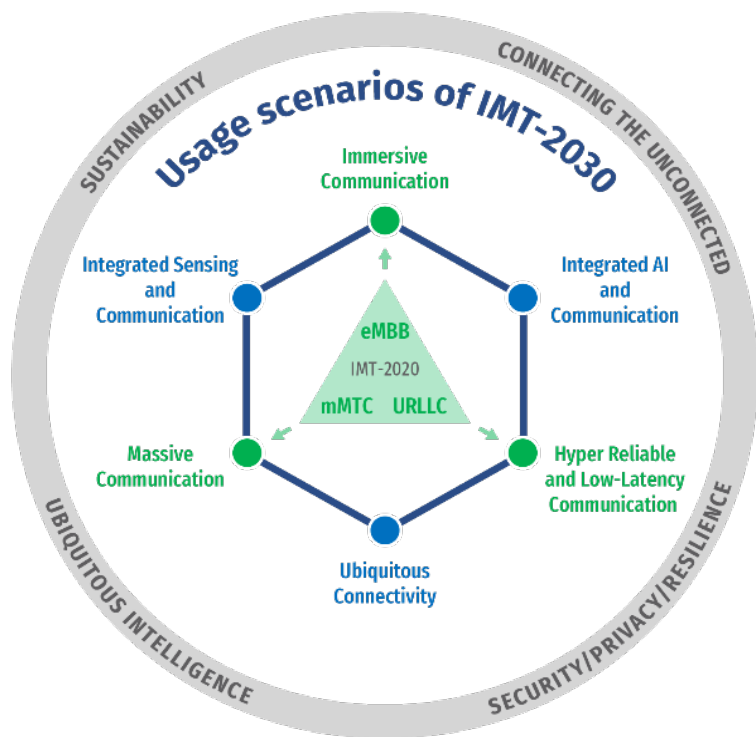 SUSTAINABILITY
CONNECTING THE UNCONNECTED
Usage scenarios of IMT-2030
Immersive
Communication
Integrated Sensing
and
Communication
Integrated AI
and
Communication
eMBB
IMT-2020
mMTC URLLC
Massive
Communication
Hyper Reliable
and Low-Latency
Communication
Ubiquitous
Connectivity
UBIQUITOUS INTELLIGENCE
SECURITY/PRIVACY/RESILIENCE